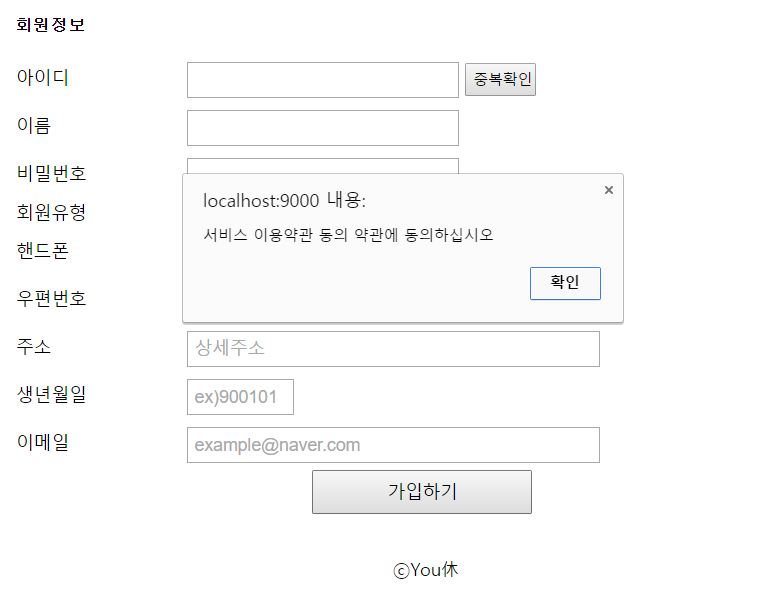 회원정보
아이디 중복확인
이름
비밀번호
localhost:9000 내용:
×
서비스 이용약관 동의 약관에 동의하십시오
확인
회원유형
핸드폰
우편번호
주소 상세주소
생년월일 ex)900101
이메일 example@naver.com
가입하기
ⓒYou休